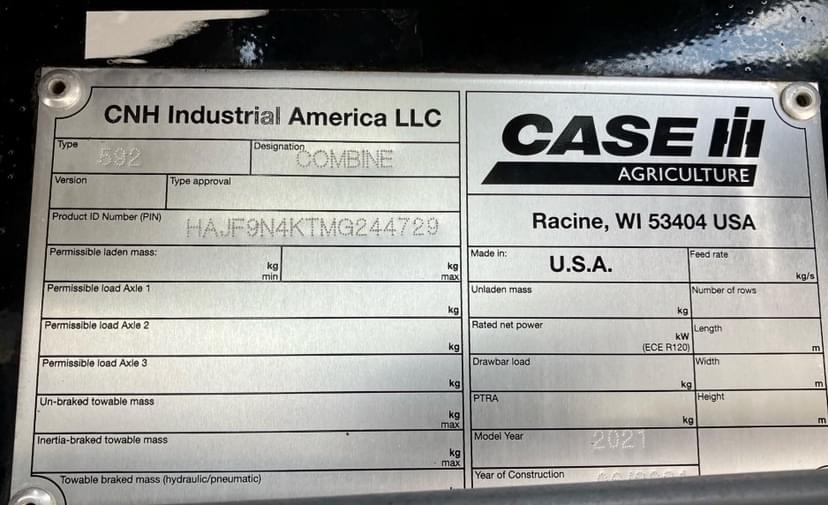 CNH Industrial America LLC
Type 592
Designation COMBINE
Version
Type approval
Product ID Number (PIN) HAJF9N4KTMG244729
Permissible laden mass: kg min kg max
Permissible load Axle 1 kg
Permissible load Axle 2 kg
Permissible load Axle 3 kg
Un-braked towable mass kg max
Inertia-braked towable mass kg max
Towable braked mass (hydraulic/pneumatic)
CASE IH
AGRICULTURE
Racine, WI 53404 USA
Made in: U.S.A.
Feed rate kg/s
Unladen mass kg
Number of rows
Rated net power kW (ECE R120)
Length m
Drawbar load kg
Width m
PTRA kg
Height m
Model Year 2021
Year of Construction